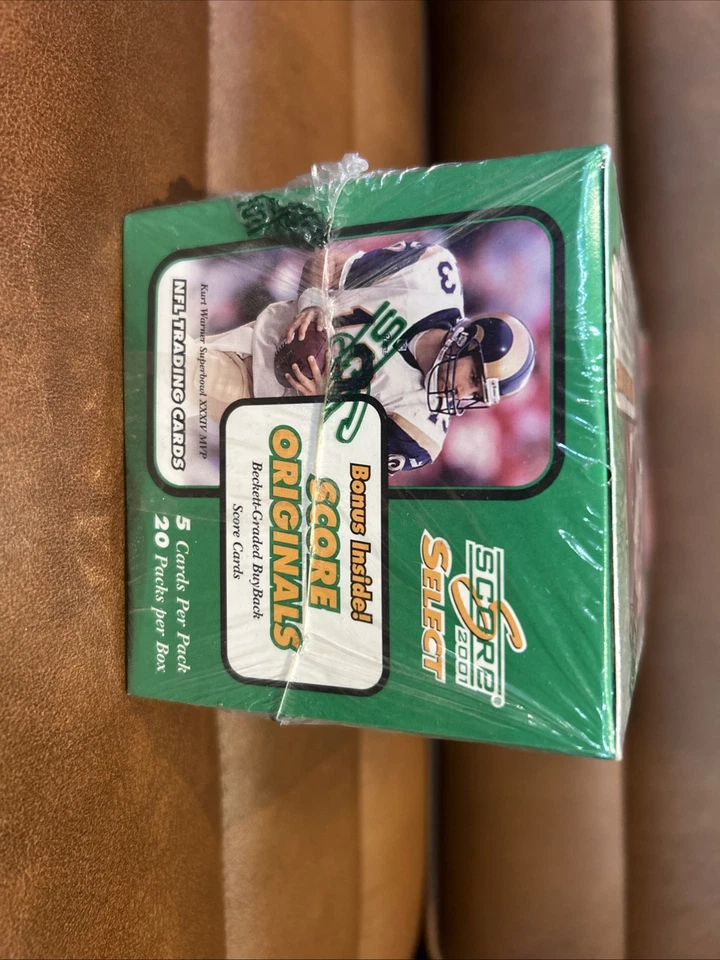 SCORE®
2001
SELECT
Bonus Inside!
SCORE
ORIGINALS
Beckett-Graded BuyBack
Score Cards
Kurt Warner Superbowl XXXIV MVP
NFL TRADING CARDS
5 Cards Per Pack
20 Packs per Box
3